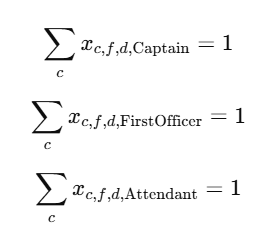 ∑_c x_{c,f,d,Captain} = 1
∑_c x_{c,f,d,FirstOfficer} = 1
∑_c x_{c,f,d,Attendant} = 1